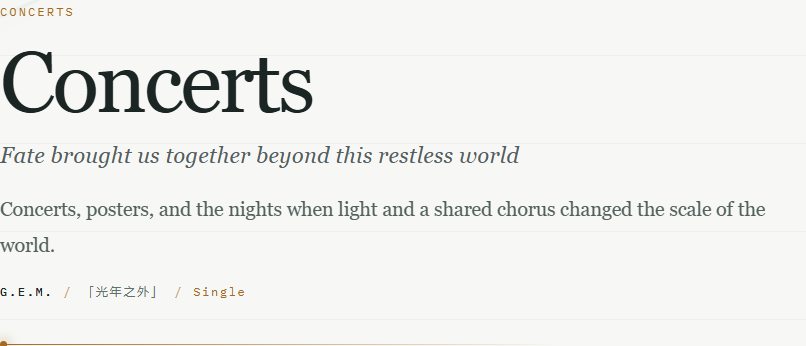 CONCERTS
Concerts
Fate brought us together beyond this restless world
Concerts, posters, and the nights when light and a shared chorus changed the scale of the
world.
G.E.M. / 「光年之外」 / Single